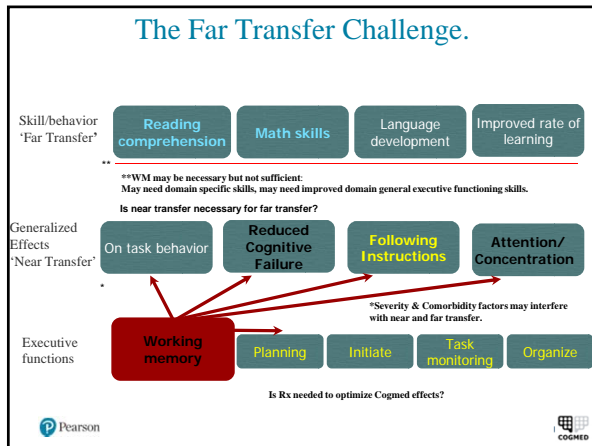 The Far Transfer Challenge.
Skill/behavior
'Far Transfer'
Reading
comprehension
Math skills
Language
development
Improved rate of
learning
**
**WM may be necessary but not sufficient:
May need domain specific skills, may need improved domain general executive functioning skills.
Is near transfer necessary for far transfer?
Generalized
Effects
'Near Transfer'
*
On task behavior
Reduced
Cognitive
Failure
Following
Instructions
Attention/
Concentration
*Severity & Comorbidity factors may interfere
with near and far transfer.
Executive
functions
Working
memory
Planning
Initiate
Task
monitoring
Organize
Is Rx needed to optimize Cogmed effects?
Pearson
COGMED